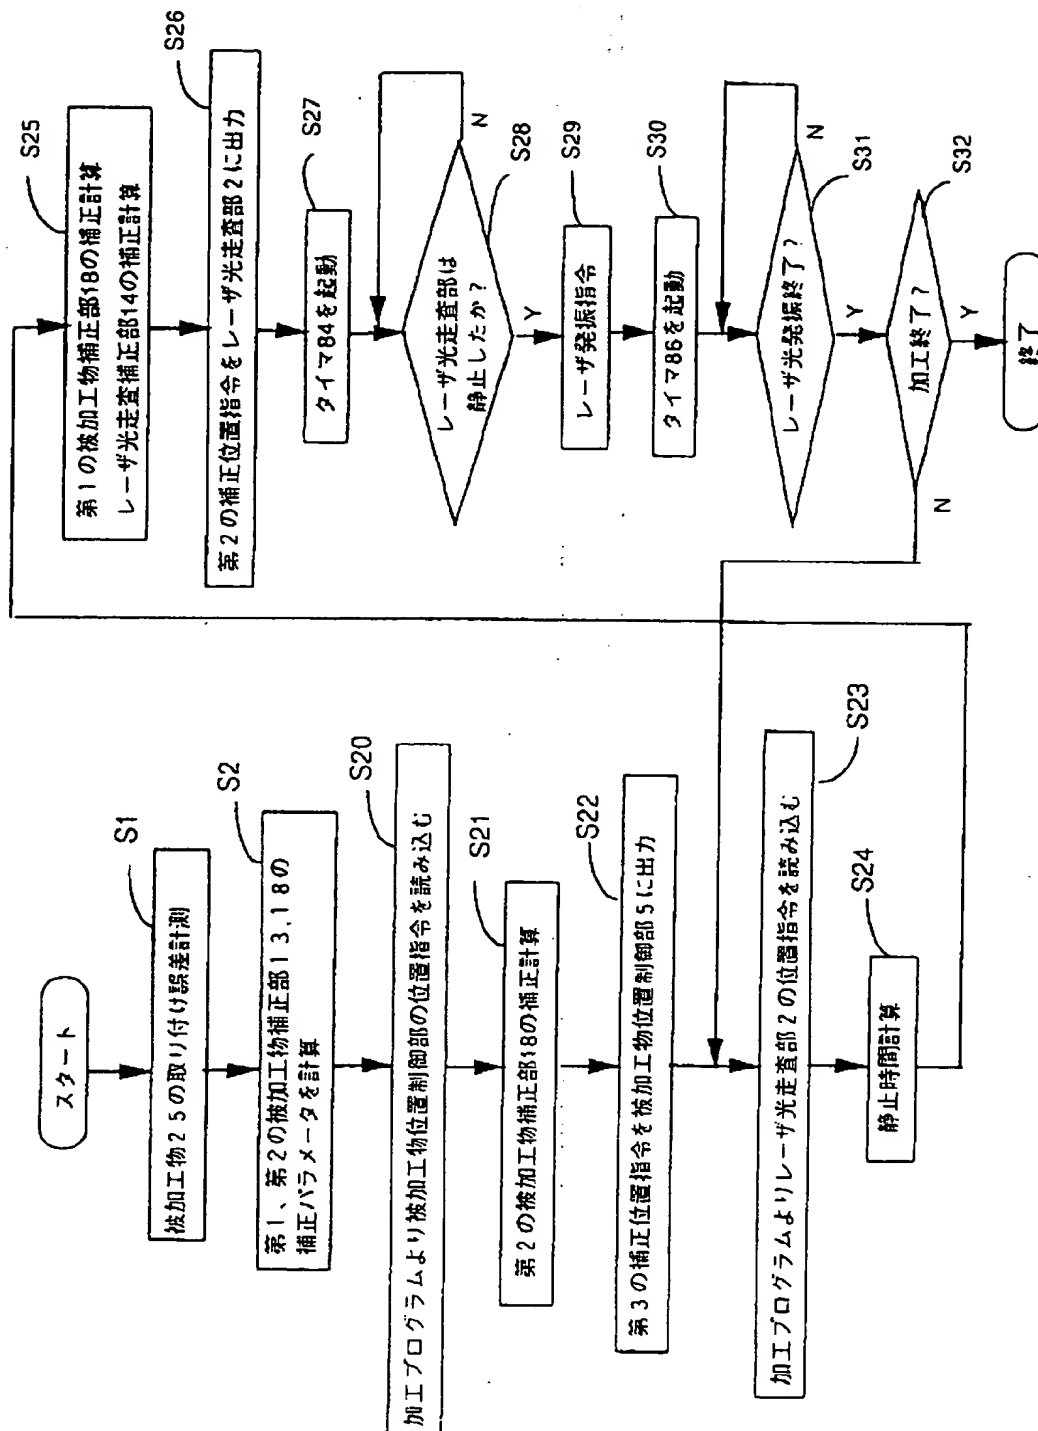 スタート
S1
被加工物25の取り付け誤差計測
S2
第1、第2の被加工物補正部13,18の
補正パラメータを計算
S20
加工プログラムより被加工物位置制御部の位置指令を読み込む
S21
第2の被加工物補正部18の補正計算
S22
第3の補正位置指令を被加工物位置制御部5に出力
S23
加工プログラムよりレーザ光走査部2の位置指令を読み込む
S24
静止時間計算
S25
第1の被加工物補正部18の補正計算
レーザ光走査補正部14の補正計算
S26
第2の補正位置指令をレーザ光走査部2に出力
S27
タイマ84を起動
S28
レーザ光走査部は
静止したか?
N
Y
S29
レーザ発振指令
S30
タイマ86を起動
S31
レーザ光発振終了?
N
Y
S32
加工終了?
N
Y
終了